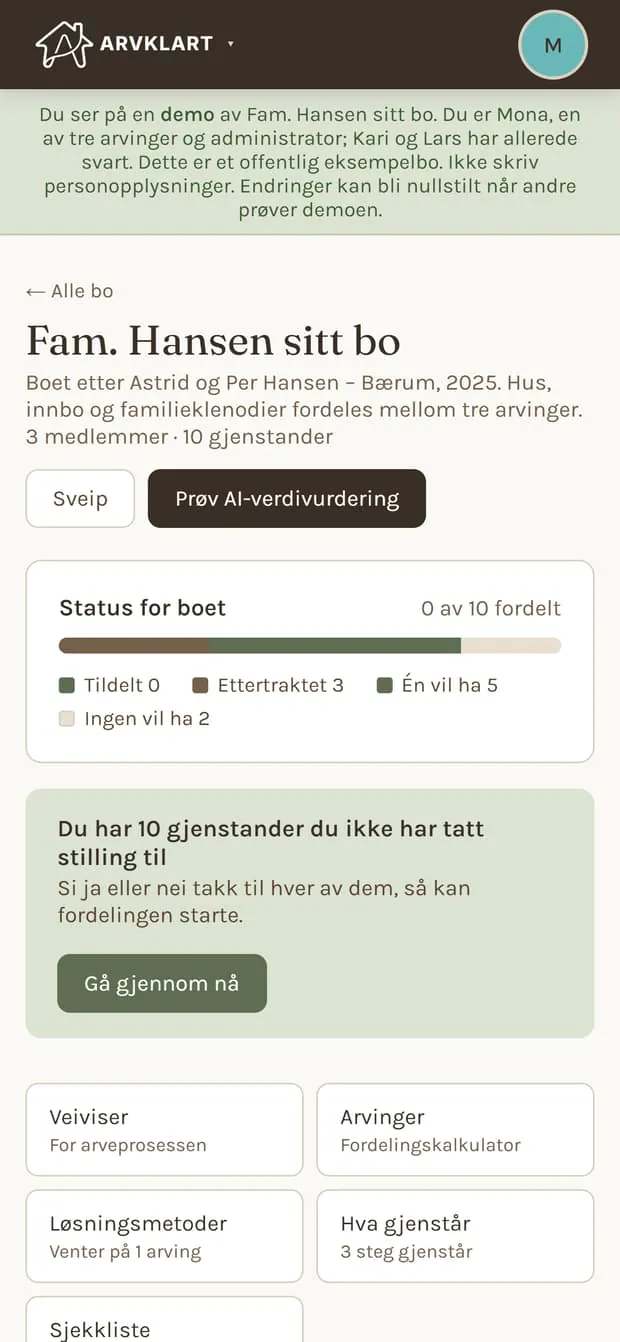 ARVKLART ▾
M
Du ser på en demo av Fam. Hansen sitt bo. Du er Mona, en
av tre arvinger og administrator; Kari og Lars har allerede
svart. Dette er et offentlig eksempelbo. Ikke skriv
personopplysninger. Endringer kan bli nullstilt når andre
prøver demoen.
← Alle bo
Fam. Hansen sitt bo
Boet etter Astrid og Per Hansen – Bærum, 2025. Hus,
innbo og familieklenodier fordeles mellom tre arvinger.
3 medlemmer · 10 gjenstander
Sveip
Prøv AI-verdivurdering
Status for boet
0 av 10 fordelt
Tildelt 0
Ettertraktet 3
Én vil ha 5
Ingen vil ha 2
Du har 10 gjenstander du ikke har tatt
stilling til
Si ja eller nei takk til hver av dem, så kan
fordelingen starte.
Gå gjennom nå
Veiviser
For arveprosessen
Arvinger
Fordelingskalkulator
Løsningsmetoder
Venter på 1 arving
Hva gjenstår
3 steg gjenstår
Sjekkliste